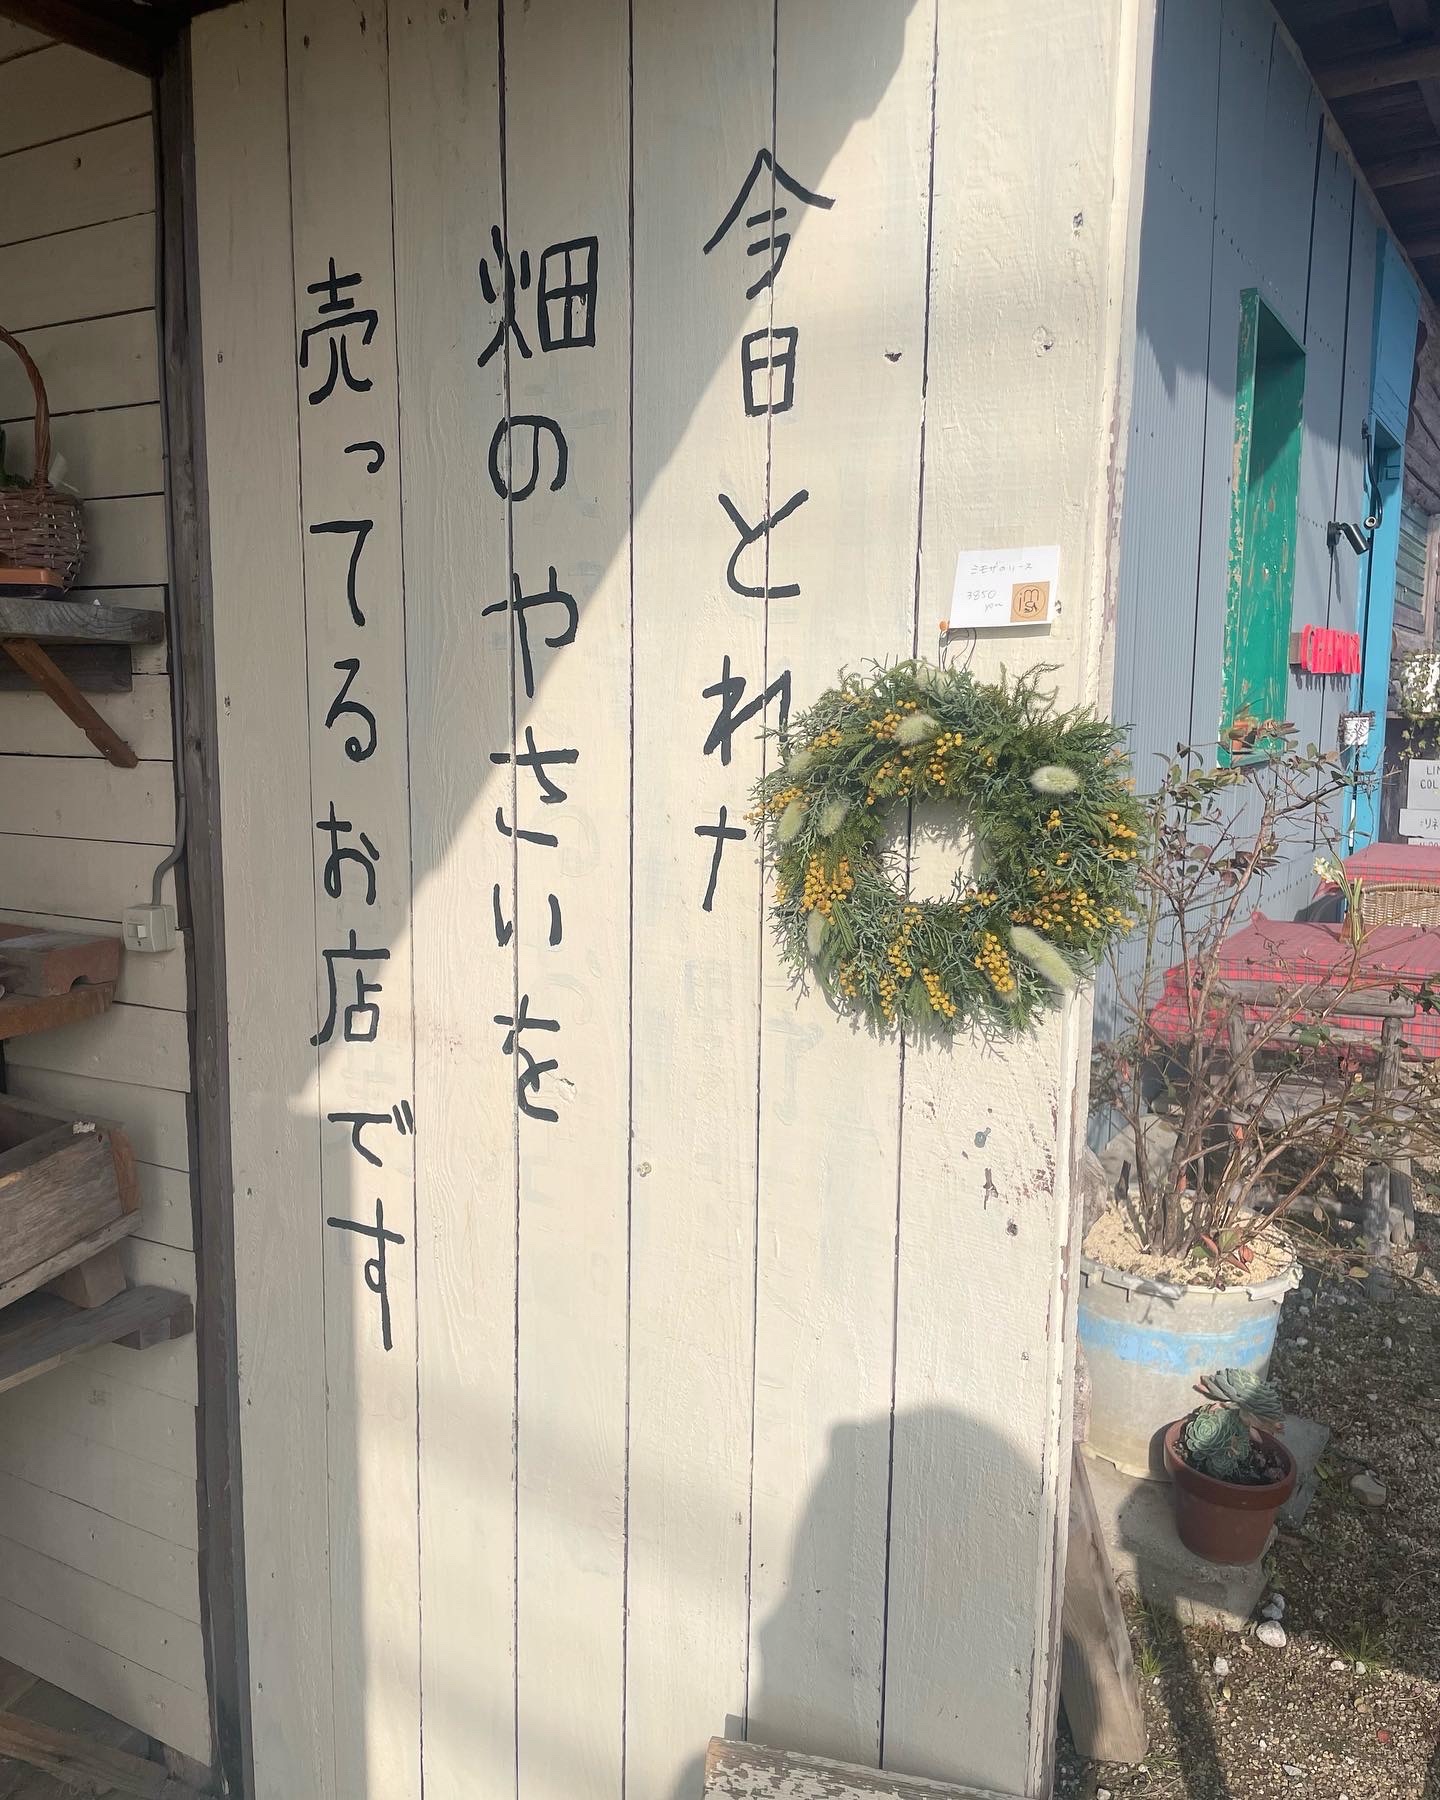 今日とれた
畑のやさいを
売ってるお店です
ミモザのリース
3850
yen